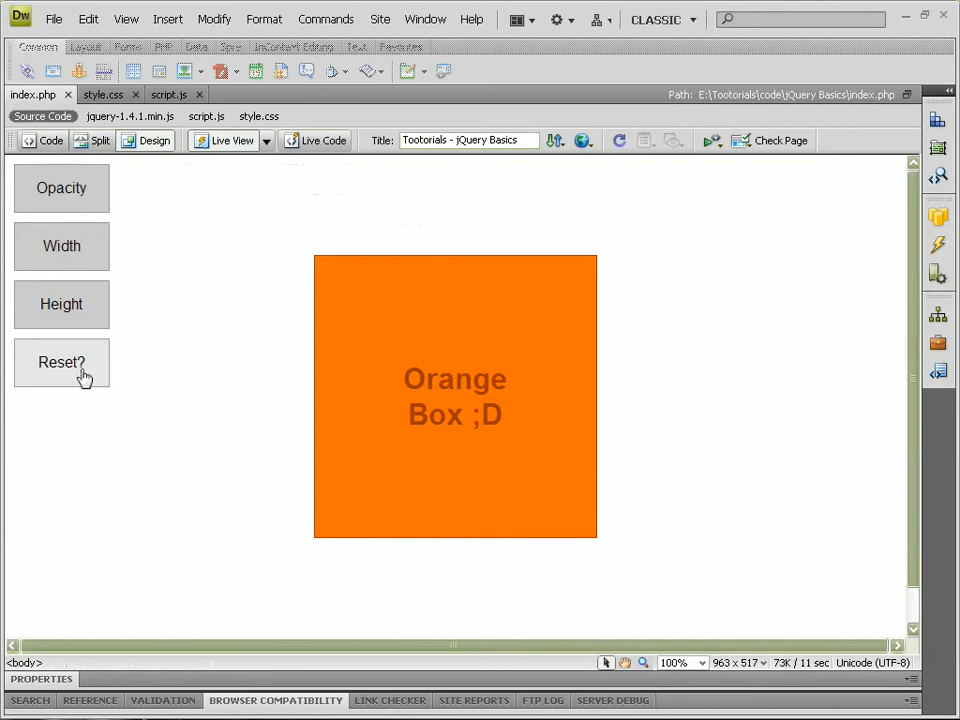 Dw File Edit View Insert Modify Format Commands Site Window Help CLASSIC
Common Layout Forms PHP Data Spry InContext Editing Text Favourites
index.php style.css script.js Path: E:\Tootorials\code\jQuery Basics\index.php
Source Code jquery-1.4.1.min.js script.js style.css
Code Split Design Live View Live Code Title: Tootorials - jQuery Basics Check Page
Opacity
Width
Height
Reset?
Orange
Box ;D
<body> 100% 963 x 517 73K / 11 sec Unicode (UTF-8)
PROPERTIES
SEARCH REFERENCE VALIDATION BROWSER COMPATIBILITY LINK CHECKER SITE REPORTS FTP LOG SERVER DEBUG